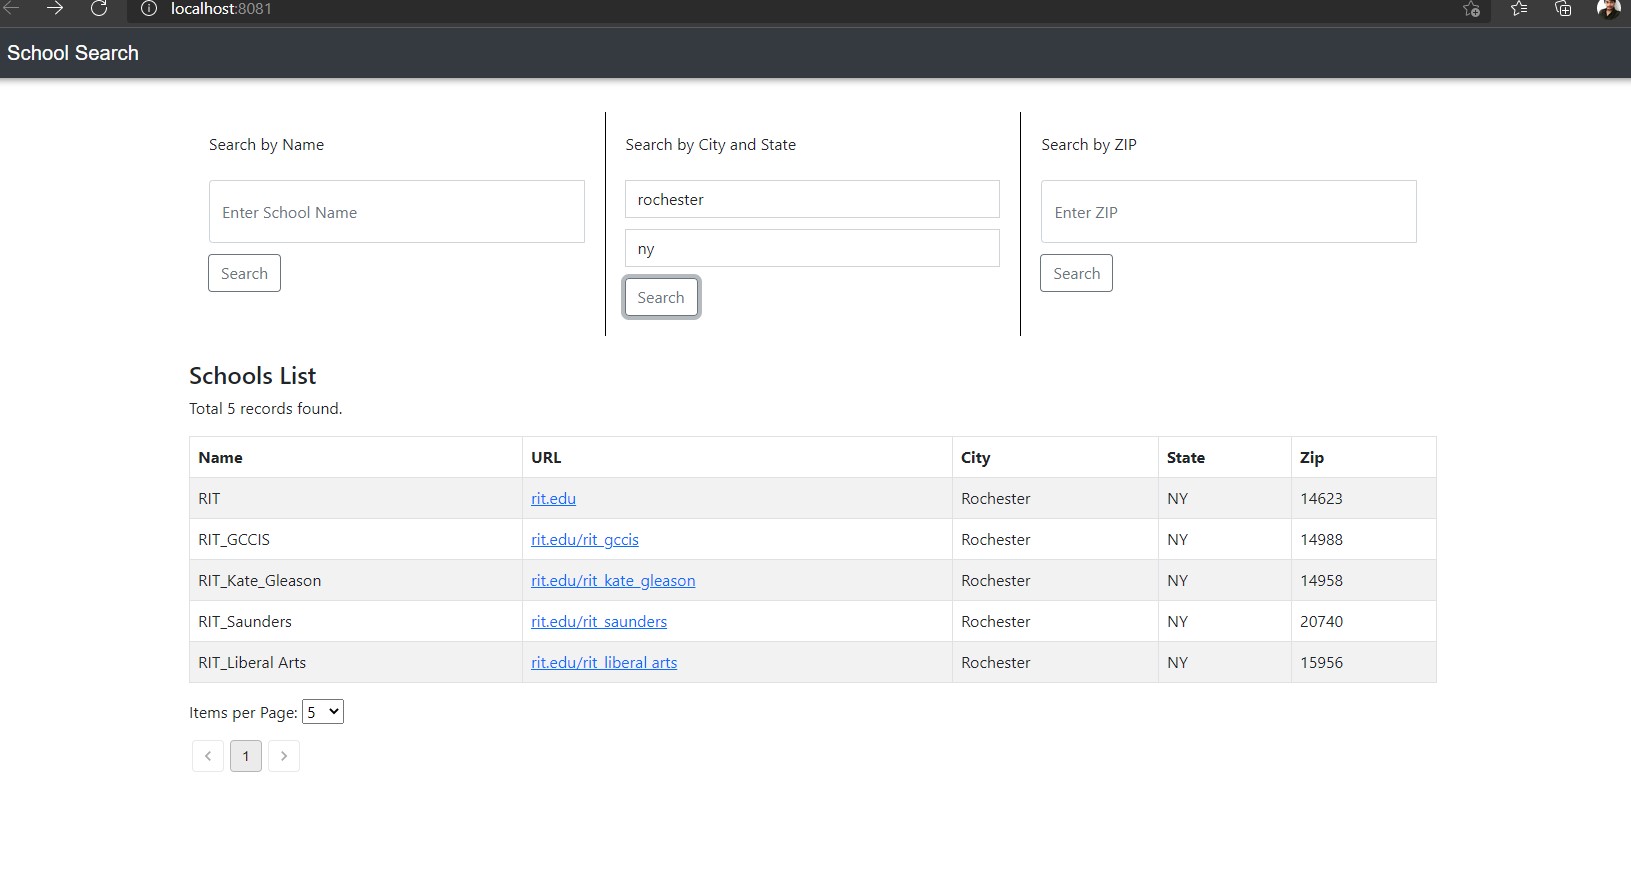 localhost:8081
School Search
Search by Name
Enter School Name
Search
Search by City and State
rochester
ny
Search
Search by ZIP
Enter ZIP
Search
Schools List
Total 5 records found.
Name URL City State Zip
RIT rit.edu Rochester NY 14623
RIT_GCCIS rit.edu/rit_gccis Rochester NY 14988
RIT_Kate_Gleason rit.edu/rit_kate_gleason Rochester NY 14958
RIT_Saunders rit.edu/rit_saunders Rochester NY 20740
RIT_Liberal Arts rit.edu/rit_liberal arts Rochester NY 15956
Items per Page: 5
< 1 >